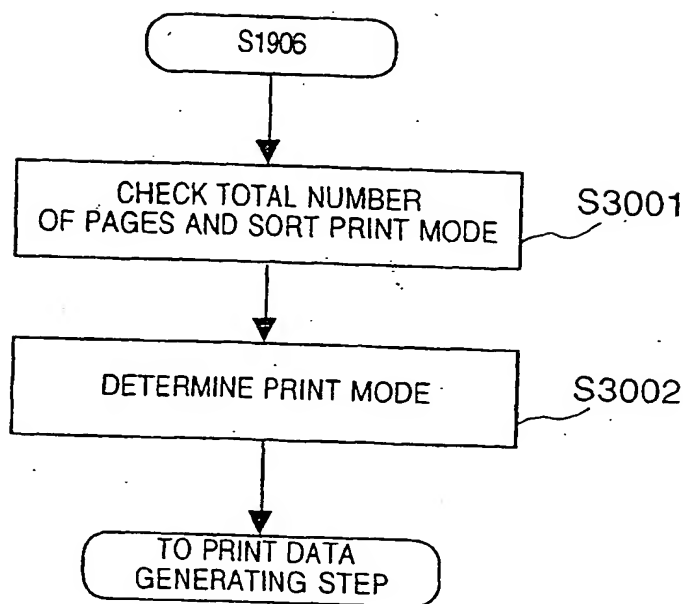 S1906
CHECK TOTAL NUMBER
OF PAGES AND SORT PRINT MODE
S3001
DETERMINE PRINT MODE
S3002
TO PRINT DATA
GENERATING STEP